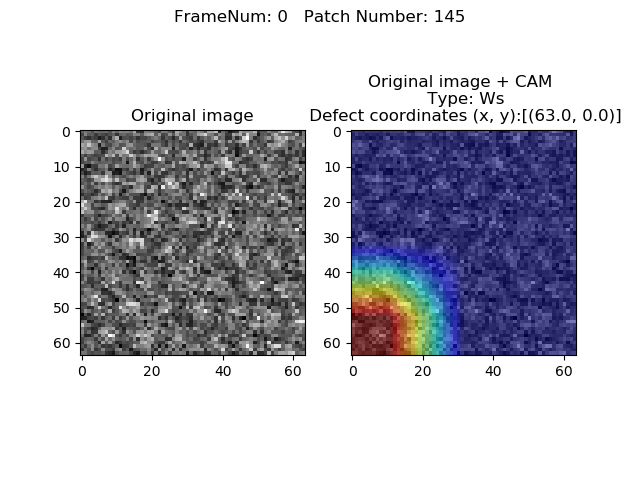 FrameNum: 0   Patch Number: 145
Original image + CAM
Type: Ws
Original image
Defect coordinates (x, y):[(63.0, 0.0)]
0
10
20
30
40
50
60
0 20 40 60
0
10
20
30
40
50
60
0 20 40 60